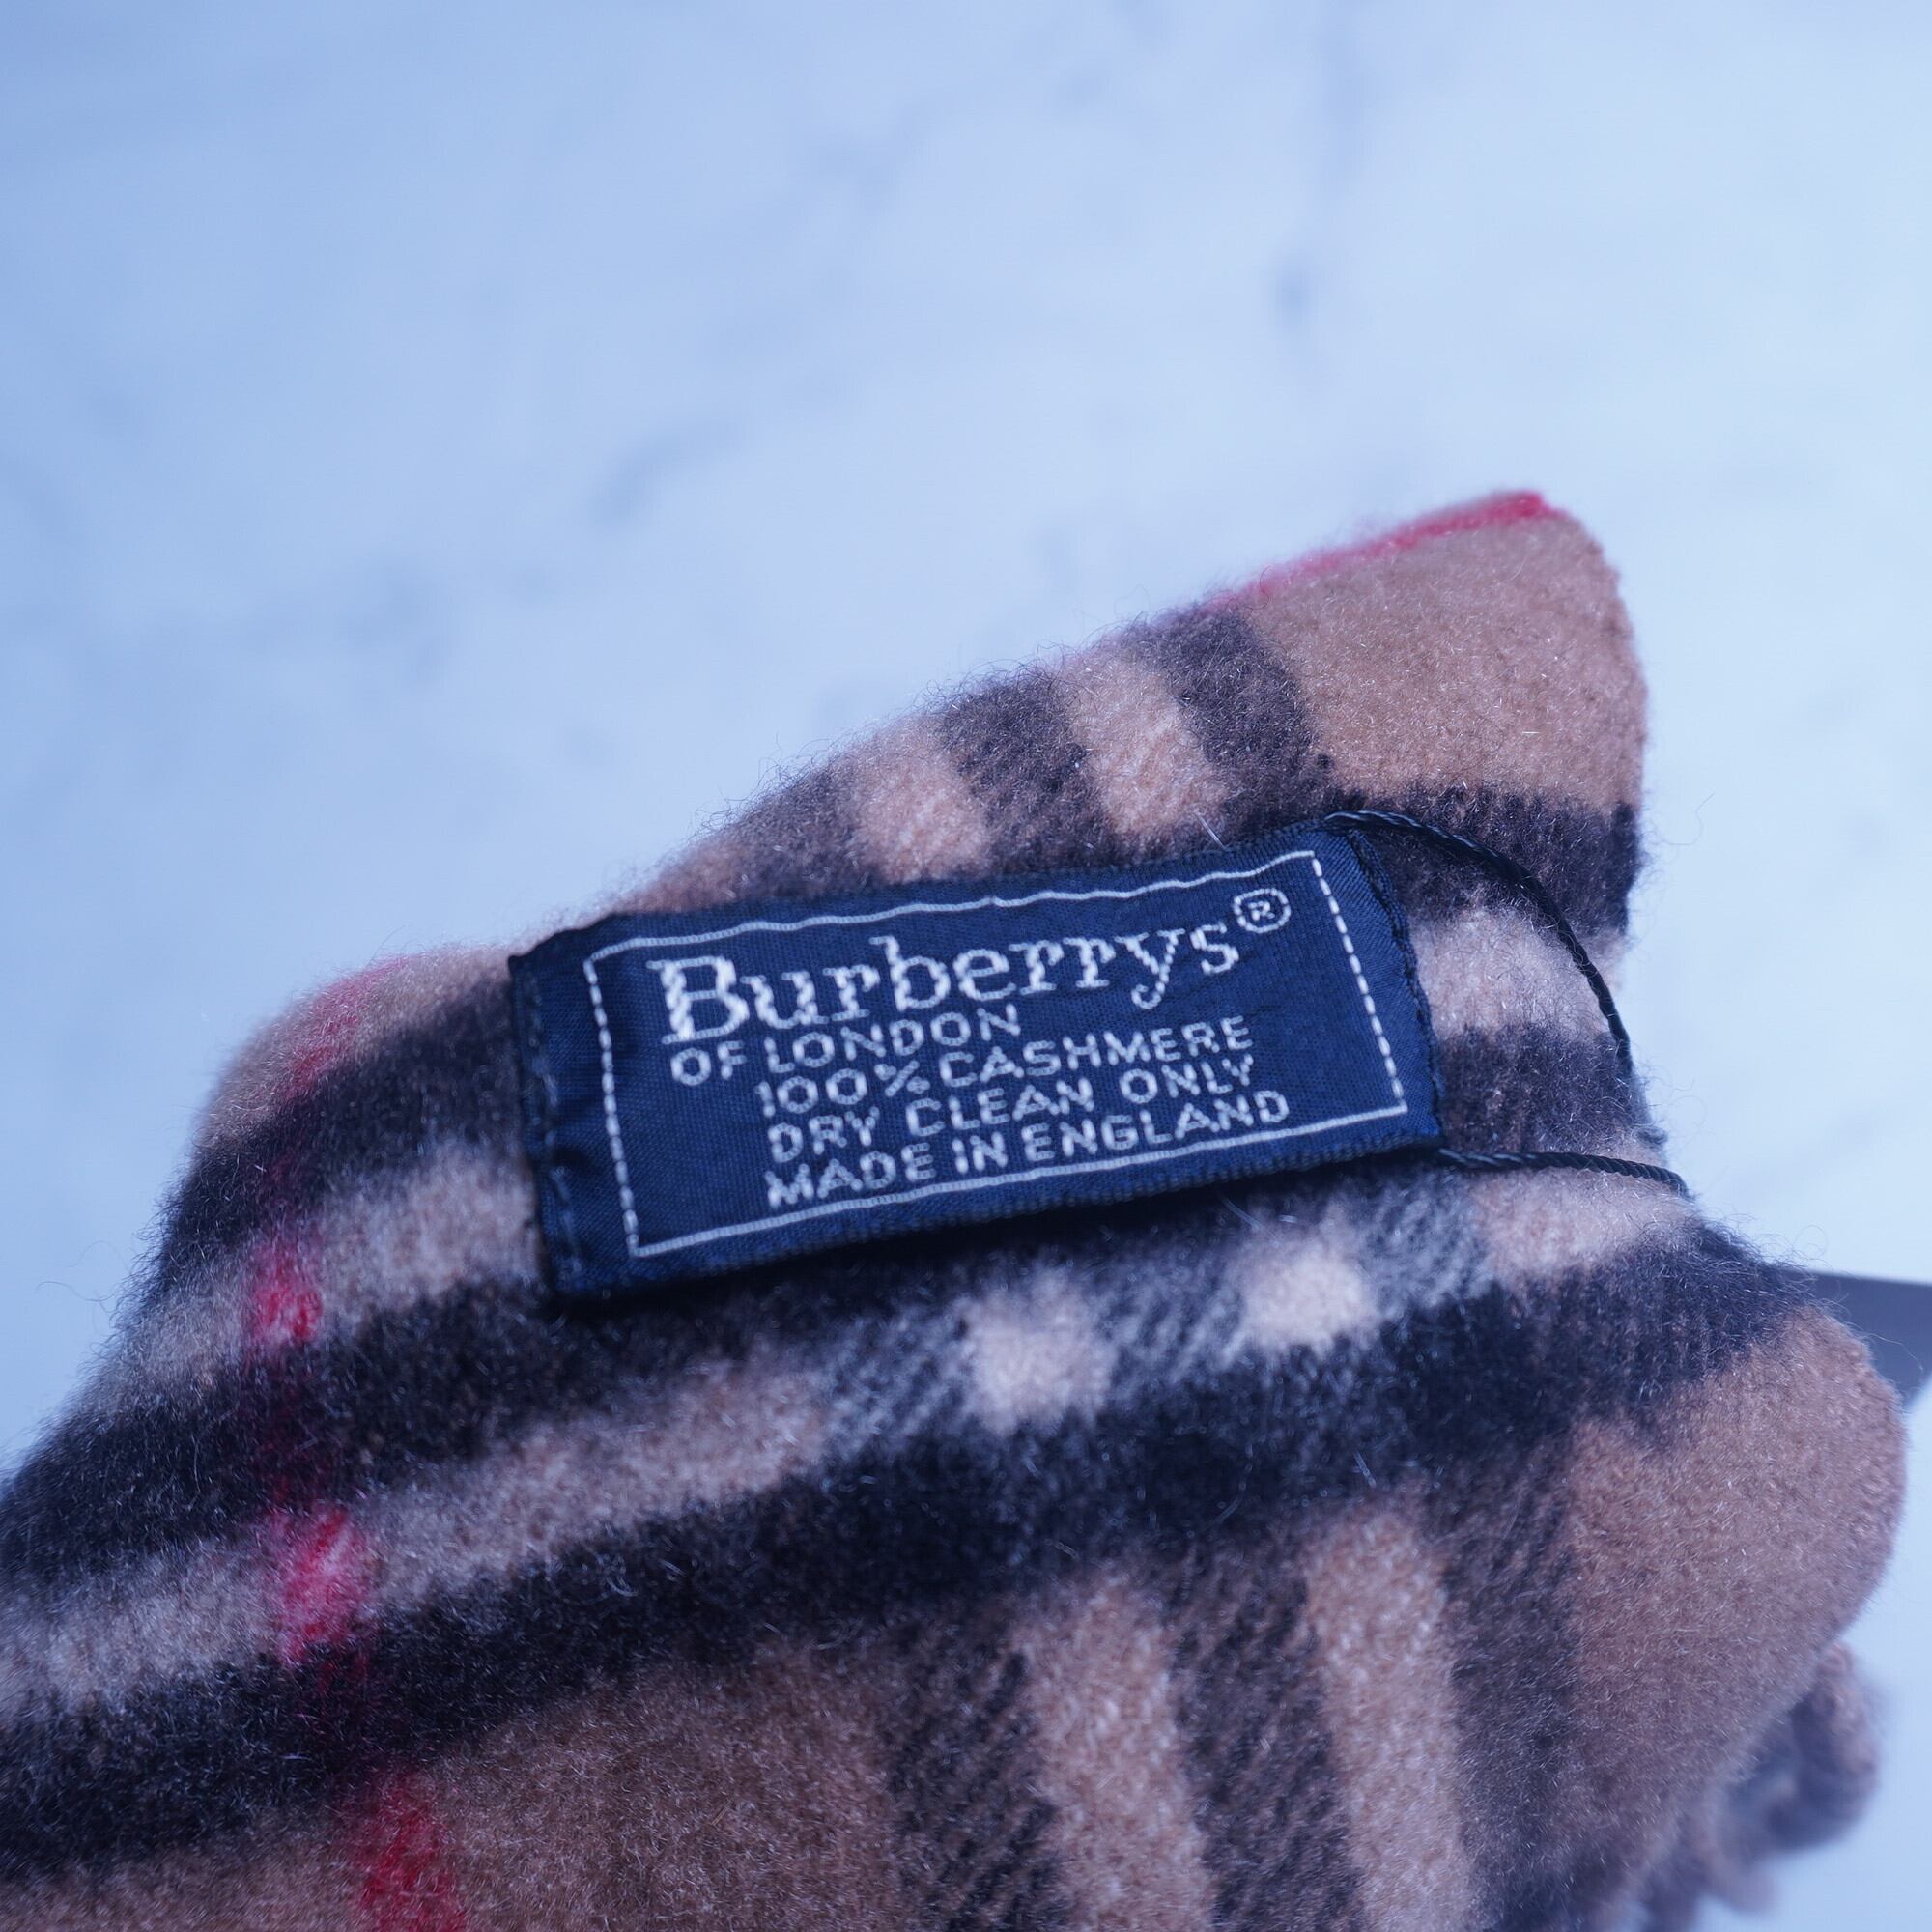 Burberrys®
OF LONDON
100% CASHMERE
DRY CLEAN ONLY
MADE IN ENGLAND